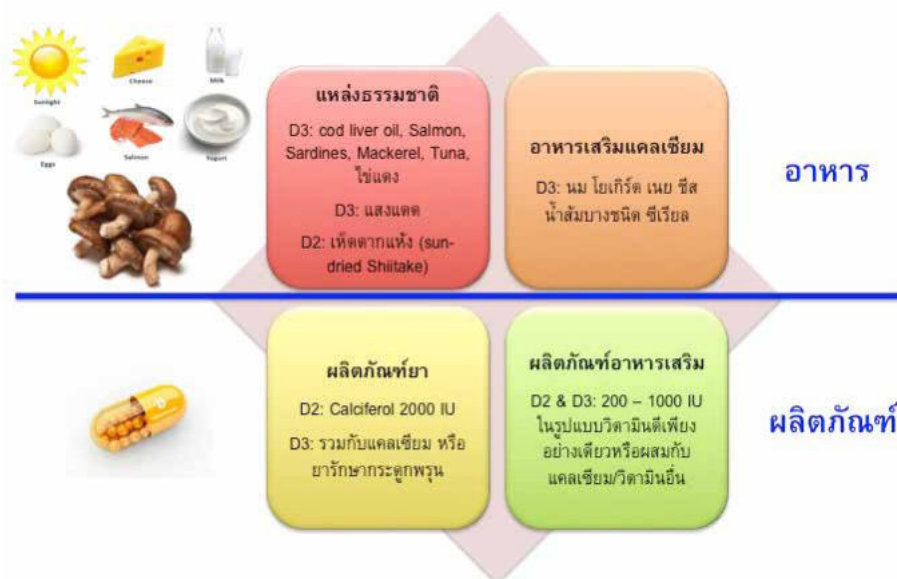 Sunlight
Cheese
Milk
Eggs
Salmon
Yogurt
แหล่งธรรมชาติ
D3: cod liver oil, Salmon,
Sardines, Mackerel, Tuna,
ไข่แดง
D3: แสงแดด
D2: เห็ดตากแห้ง (sun-
dried Shiitake)
อาหารเสริมแคลเซียม
D3: นม โยเกิร์ต เนย ชีส
น้ำส้มบางชนิด ซีเรียล
อาหาร
ผลิตภัณฑ์ยา
D2: Calciferol 2000 IU
D3: รวมกับแคลเซียม หรือ
ยารักษากระดูกพรุน
ผลิตภัณฑ์อาหารเสริม
D2 & D3: 200 – 1000 IU
ในรูปแบบวิตามินดีเพียง
อย่างเดียวหรือผสมกับ
แคลเซียม/วิตามินอื่น
ผลิตภัณฑ์
D